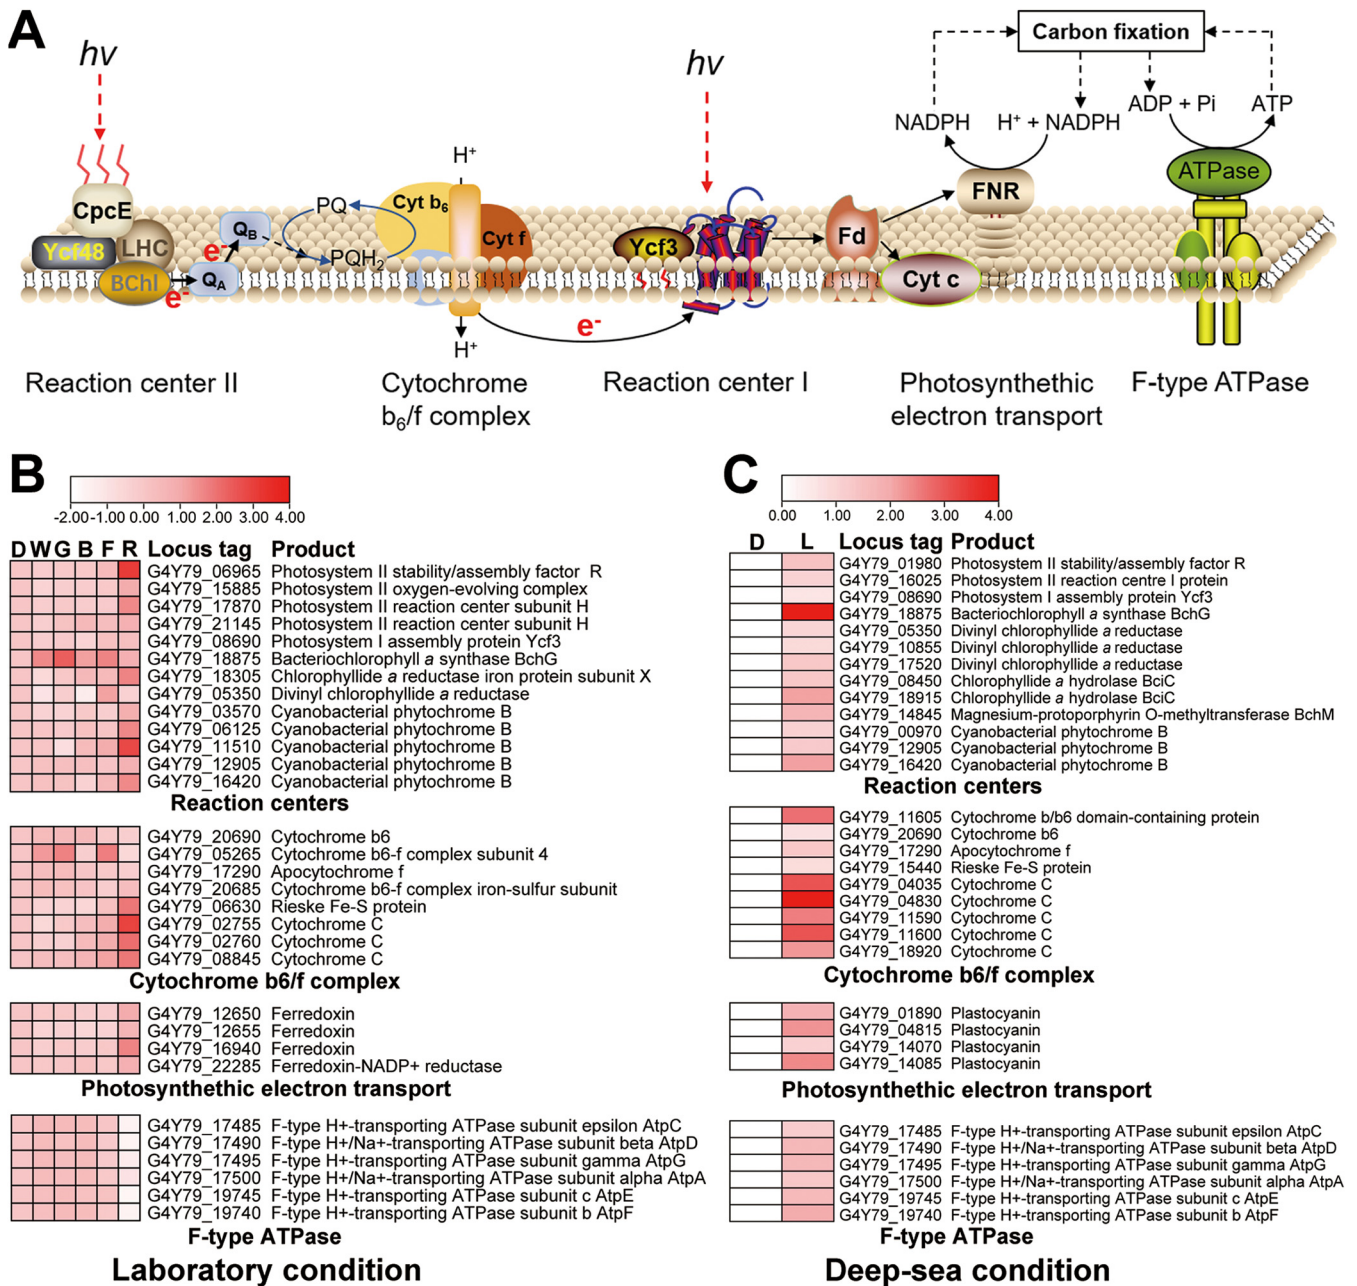 A
hv
hv
Carbon fixation
NADPH
H⁺ + NADPH
ADP + Pi
ATP
CpcE
Ycf48
LHC
BChl
e⁻
e⁻
Q_A
Q_B
PQ
PQH₂
H⁺
Cyt b₆
Cyt f
H⁺
e⁻
Ycf3
Fd
FNR
Cyt c
ATPase
Reaction center II
Cytochrome
b₆/f complex
Reaction center I
Photosynthethic
electron transport
F-type ATPase
B
-2.00 -1.00 0.00 1.00 2.00 3.00 4.00
D W G B F R Locus tag Product
G4Y79_06965 Photosystem II stability/assembly factor R
G4Y79_15885 Photosystem II oxygen-evolving complex
G4Y79_17870 Photosystem II reaction center subunit H
G4Y79_21145 Photosystem II reaction center subunit H
G4Y79_08690 Photosystem I assembly protein Ycf3
G4Y79_18875 Bacteriochlorophyll a synthase BchG
G4Y79_18305 Chlorophyllide a reductase iron protein subunit X
G4Y79_05350 Divinyl chlorophyllide a reductase
G4Y79_03570 Cyanobacterial phytochrome B
G4Y79_06125 Cyanobacterial phytochrome B
G4Y79_11510 Cyanobacterial phytochrome B
G4Y79_12905 Cyanobacterial phytochrome B
G4Y79_16420 Cyanobacterial phytochrome B
Reaction centers
G4Y79_20690 Cytochrome b6
G4Y79_05265 Cytochrome b6-f complex subunit 4
G4Y79_17290 Apocytochrome f
G4Y79_20685 Cytochrome b6-f complex iron-sulfur subunit
G4Y79_06630 Rieske Fe-S protein
G4Y79_02755 Cytochrome C
G4Y79_02760 Cytochrome C
G4Y79_08845 Cytochrome C
Cytochrome b6/f complex
G4Y79_12650 Ferredoxin
G4Y79_12655 Ferredoxin
G4Y79_16940 Ferredoxin
G4Y79_22285 Ferredoxin-NADP+ reductase
Photosynthethic electron transport
G4Y79_17485 F-type H+-transporting ATPase subunit epsilon AtpC
G4Y79_17490 F-type H+/Na+-transporting ATPase subunit beta AtpD
G4Y79_17495 F-type H+-transporting ATPase subunit gamma AtpG
G4Y79_17500 F-type H+/Na+-transporting ATPase subunit alpha AtpA
G4Y79_19745 F-type H+-transporting ATPase subunit c AtpE
G4Y79_19740 F-type H+-transporting ATPase subunit b AtpF
F-type ATPase
Laboratory condition
C
0.00 1.00 2.00 3.00 4.00
D L Locus tag Product
G4Y79_01980 Photosystem II stability/assembly factor R
G4Y79_16025 Photosystem II reaction centre I protein
G4Y79_08690 Photosystem I assembly protein Ycf3
G4Y79_18875 Bacteriochlorophyll a synthase BchG
G4Y79_05350 Divinyl chlorophyllide a reductase
G4Y79_10855 Divinyl chlorophyllide a reductase
G4Y79_17520 Divinyl chlorophyllide a reductase
G4Y79_08450 Chlorophyllide a hydrolase BciC
G4Y79_18915 Chlorophyllide a hydrolase BciC
G4Y79_14845 Magnesium-protoporphyrin O-methyltransferase BchM
G4Y79_00970 Cyanobacterial phytochrome B
G4Y79_12905 Cyanobacterial phytochrome B
G4Y79_16420 Cyanobacterial phytochrome B
Reaction centers
G4Y79_11605 Cytochrome b/b6 domain-containing protein
G4Y79_20690 Cytochrome b6
G4Y79_17290 Apocytochrome f
G4Y79_15440 Rieske Fe-S protein
G4Y79_04035 Cytochrome C
G4Y79_04830 Cytochrome C
G4Y79_11590 Cytochrome C
G4Y79_11600 Cytochrome C
G4Y79_18920 Cytochrome C
Cytochrome b6/f complex
G4Y79_01890 Plastocyanin
G4Y79_04815 Plastocyanin
G4Y79_14070 Plastocyanin
G4Y79_14085 Plastocyanin
Photosynthethic electron transport
G4Y79_17485 F-type H+-transporting ATPase subunit epsilon AtpC
G4Y79_17490 F-type H+/Na+-transporting ATPase subunit beta AtpD
G4Y79_17495 F-type H+-transporting ATPase subunit gamma AtpG
G4Y79_17500 F-type H+/Na+-transporting ATPase subunit alpha AtpA
G4Y79_19745 F-type H+-transporting ATPase subunit c AtpE
G4Y79_19740 F-type H+-transporting ATPase subunit b AtpF
F-type ATPase
Deep-sea condition